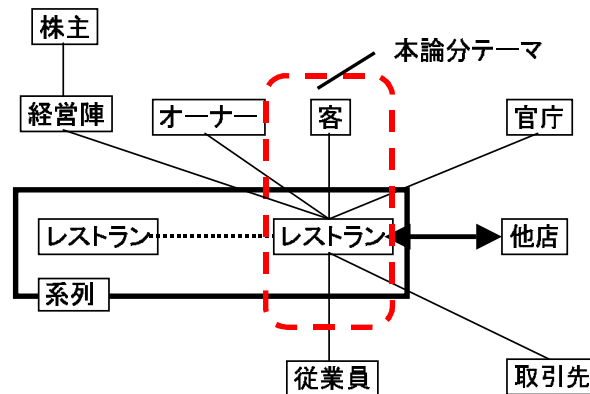 株主
本論分テーマ
経営陣
オーナー
客
官庁
レストラン
レストラン
他店
系列
従業員
取引先